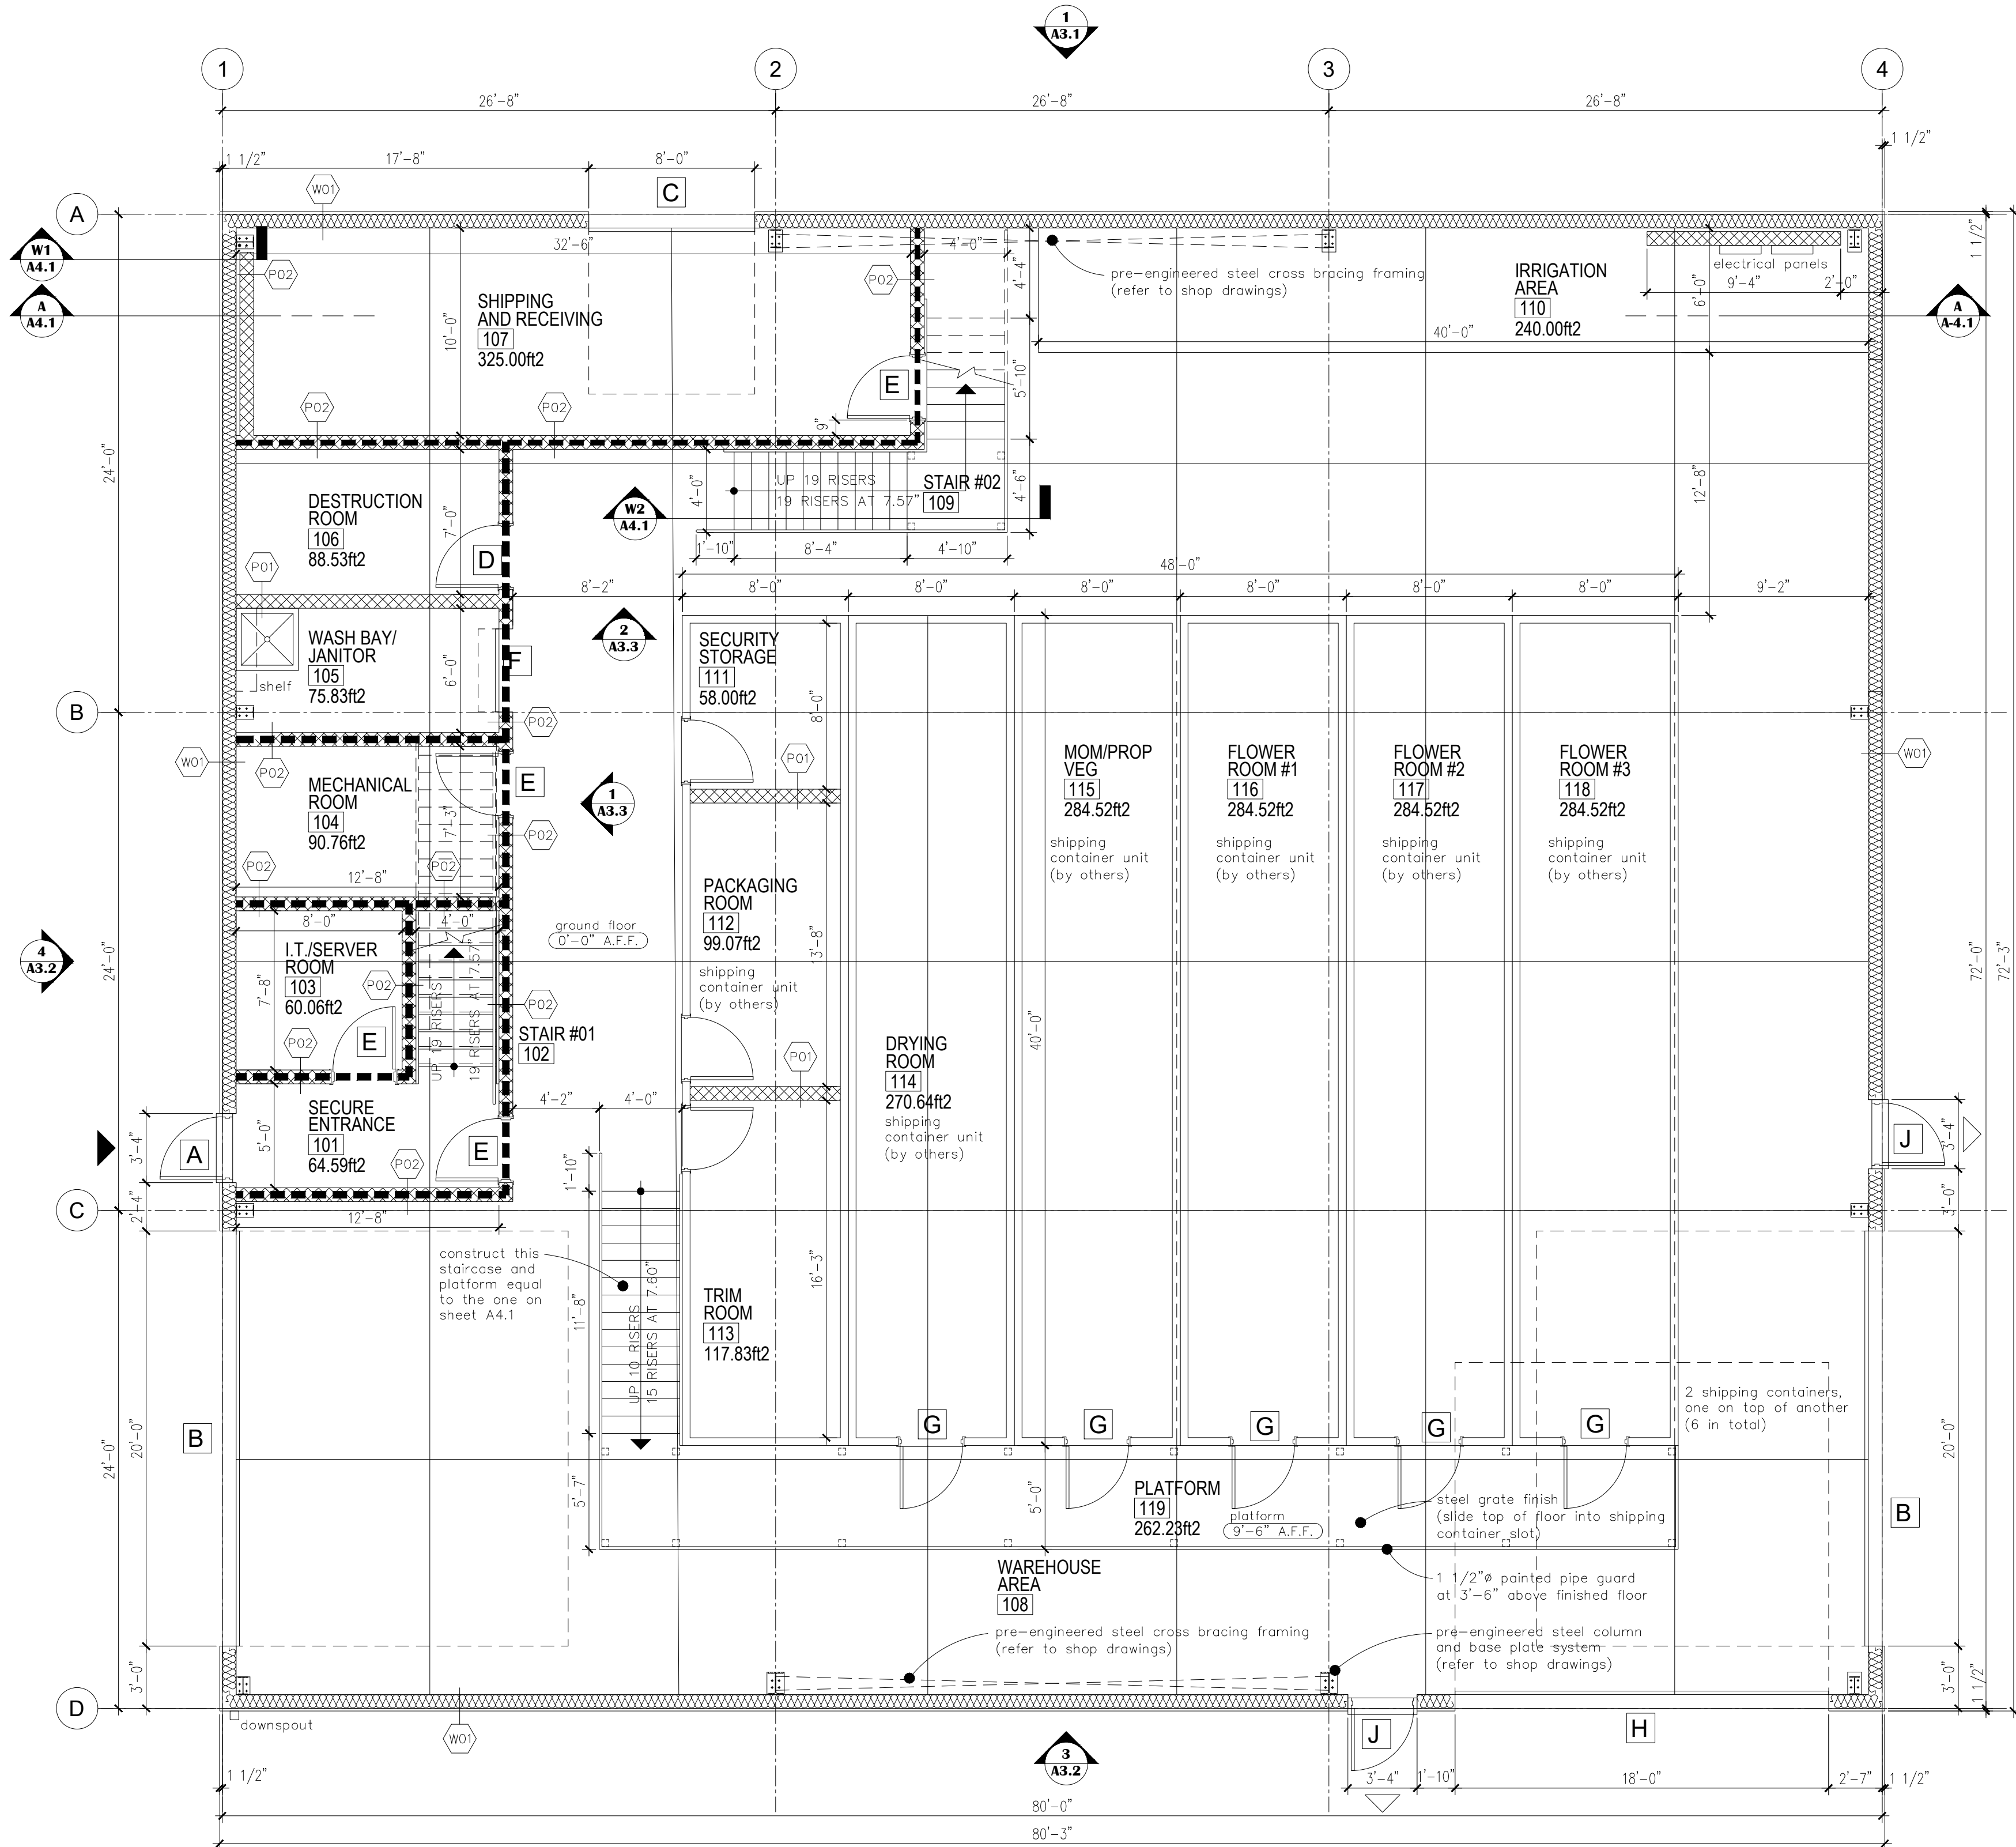 1
A3.1
1
2
3
4
26'-8"
26'-8"
26'-8"
1 1/2"
17'-8"
8'-0"
1 1/2"
C
W01
A
W1
A4.1
A
A4.1
32'-6"
4'-0"
P02
P02
4'-4"
pre-engineered steel cross bracing framing
(refer to shop drawings)
IRRIGATION
AREA
110
240.00ft2
electrical panels
9'-4"
2'-0"
6'-0"
1 1/2"
A
A-4.1
SHIPPING
AND RECEIVING
107
325.00ft2
10'-0"
40'-0"
E
5'-10"
9"
P02
P02
24'-0"
DESTRUCTION
ROOM
106
88.53ft2
7'-0"
D
W2
A4.1
4'-0"
UP 19 RISERS
19 RISERS AT 7.57"
STAIR #02
109
4'-6"
12'-8"
1'-10"
8'-4"
4'-10"
48'-0"
P01
8'-2"
8'-0"
8'-0"
8'-0"
8'-0"
8'-0"
8'-0"
9'-2"
WASH BAY/
JANITOR
105
75.83ft2
shelf
6'-0"
F
2
A3.3
SECURITY
STORAGE
111
58.00ft2
8'-0"
B
P02
W01
P02
MECHANICAL
ROOM
104
90.76ft2
7'-3"
E
1
A3.3
P01
MOM/PROP
VEG
115
284.52ft2
FLOWER
ROOM #1
116
284.52ft2
FLOWER
ROOM #2
117
284.52ft2
FLOWER
ROOM #3
118
284.52ft2
W01
P02
P02
P02
12'-8"
shipping
container unit
(by others)
shipping
container unit
(by others)
shipping
container unit
(by others)
shipping
container unit
(by others)
PACKAGING
ROOM
112
99.07ft2
13'-8"
shipping
container unit
(by others)
8'-0"
4'-0"
ground floor
0'-0" A.F.F.
4
A3.2
24'-0"
I.T./SERVER
ROOM
103
60.06ft2
7'-8"
P02
P02
P02
E
UP 19 RISERS
19 RISERS AT 7.57"
STAIR #01
102
72'-0"
72'-3"
DRYING
ROOM
114
270.64ft2
shipping
container unit
(by others)
40'-0"
P01
SECURE
ENTRANCE
101
64.59ft2
5'-0"
P02
E
4'-2"
4'-0"
3'-4"
A
J
3'-4"
1'-10"
C
2'-4"
3'-0"
12'-8"
construct this
staircase and
platform equal
to the one on
sheet A4.1
11'-8"
UP 10 RISERS
15 RISERS AT 7.60"
TRIM
ROOM
113
117.83ft2
16'-3"
2 shipping containers,
one on top of another
(6 in total)
24'-0"
20'-0"
B
G
G
G
G
G
20'-0"
B
5'-7"
5'-0"
PLATFORM
119
262.23ft2
platform
9'-6" A.F.F.
steel grate finish
(slide top of floor into shipping
container slot)
WAREHOUSE
AREA
108
1 1/2"ø painted pipe guard
at 3'-6" above finished floor
pre-engineered steel cross bracing framing
(refer to shop drawings)
pre-engineered steel column
and base plate system
(refer to shop drawings)
3'-0"
3'-0"
1 1/2"
D
downspout
W01
3
A3.2
J
H
1 1/2"
3'-4"
1'-10"
18'-0"
2'-7"
1 1/2"
80'-0"
80'-3"